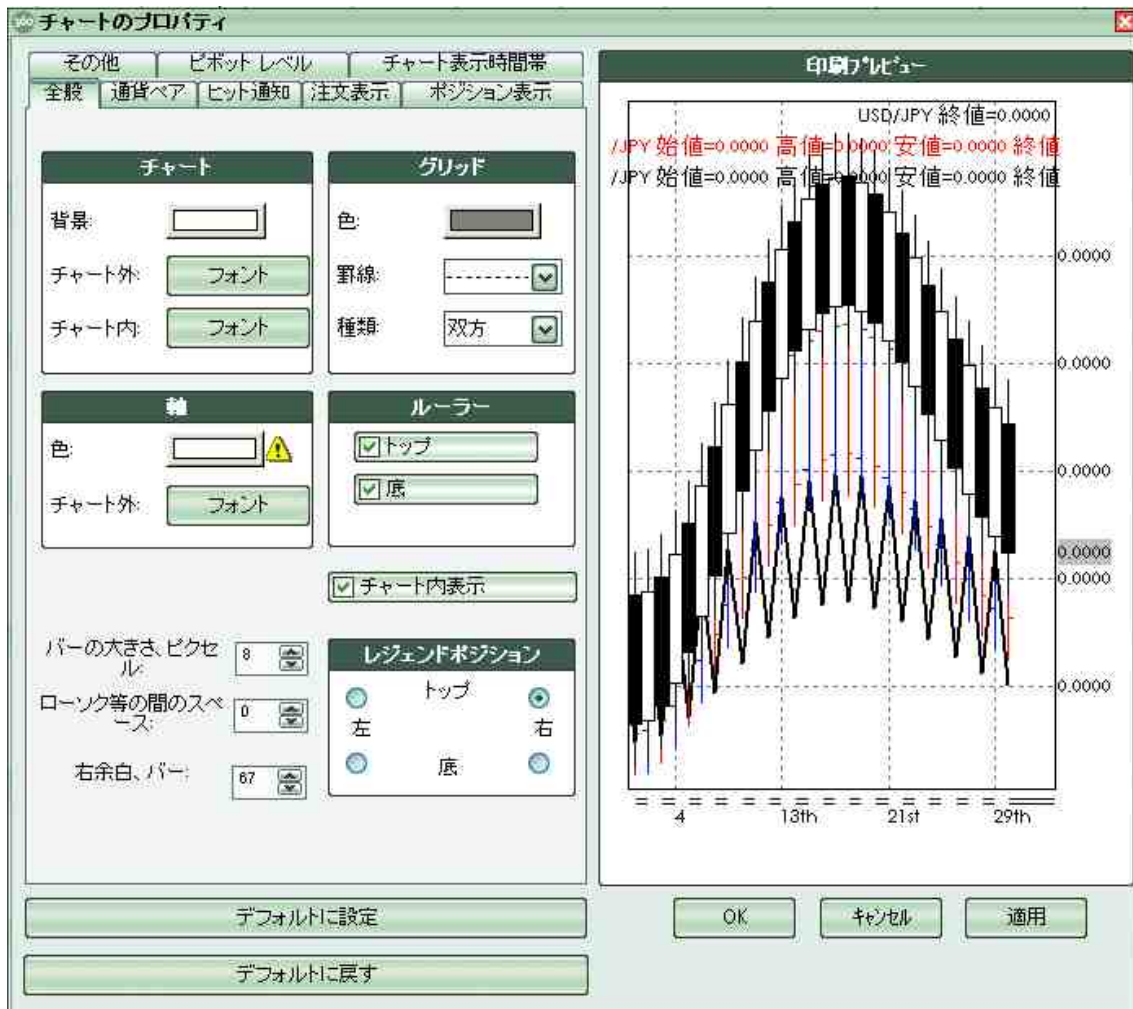 チャートのプロパティ
その他 ピボット レベル チャート表示時間帯
全般 通貨ペア ヒット通知 注文表示 ポジション表示
チャート
背景:
チャート外: フォント
チャート内: フォント
グリッド
色:
罫線:
種類: 双方
軸
色:
チャート外: フォント
ルーラー
トップ
底
チャート内表示
バーの大きさ、ピクセ
ル: 8
ローソク等の間のスペ
ース: 0
右余白、バー: 67
レジェンドポジション
トップ
左 右
底
デフォルトに設定
デフォルトに戻す
印刷プレビュー
USD/JPY 終値=0.0000
/JPY 始値=0.0000 高値=0.0000 安値=0.0000 終値
/JPY 始値=0.0000 高値=0.0000 安値=0.0000 終値
0.0000
0.0000
0.0000
0.0000
0.0000
0.0000
4 13th 21st 29th
OK キャンセル 適用